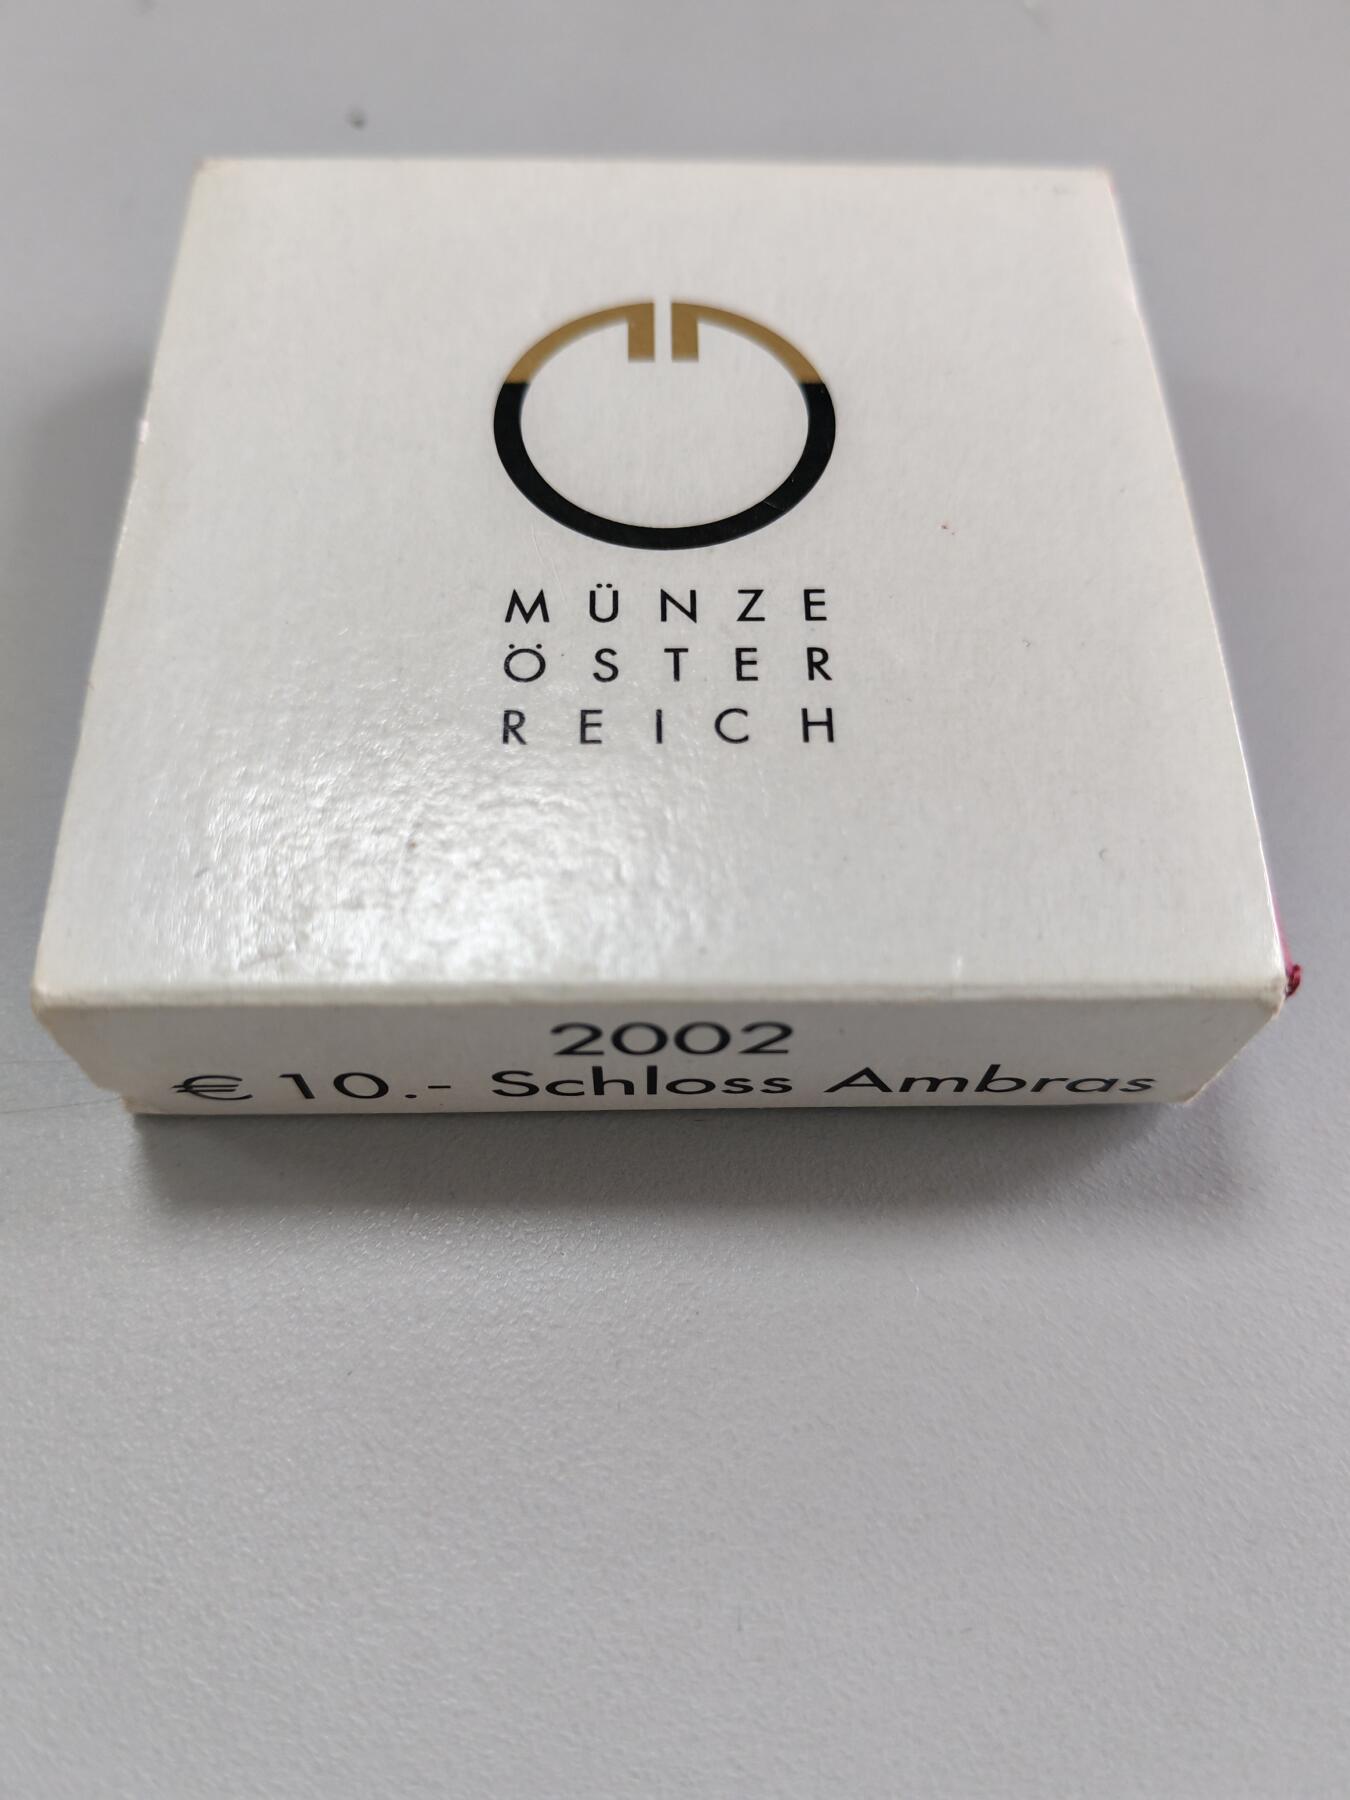 MÜNZE
ÖSTER
REICH
2002
€ 10.- Schloss Ambras